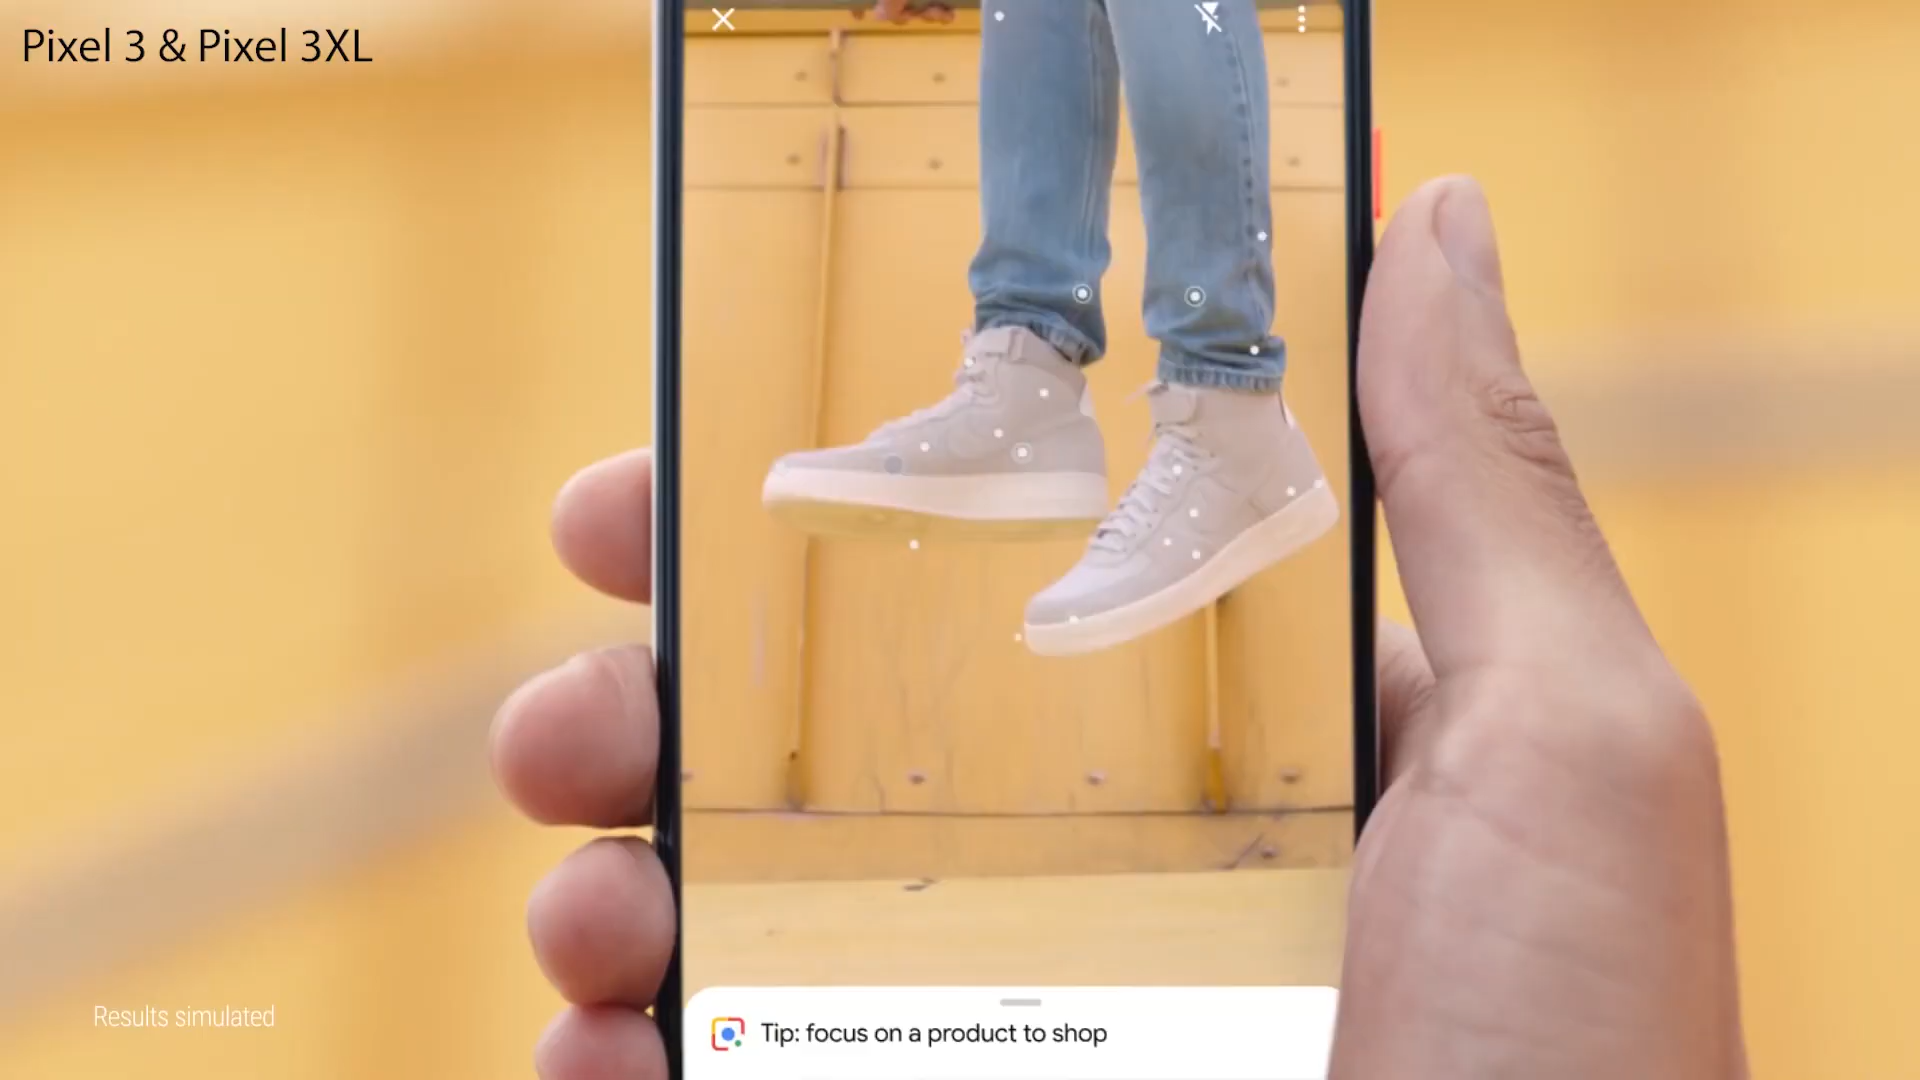 Pixel 3 & Pixel 3XL
Tip: focus on a product to shop
Results simulated